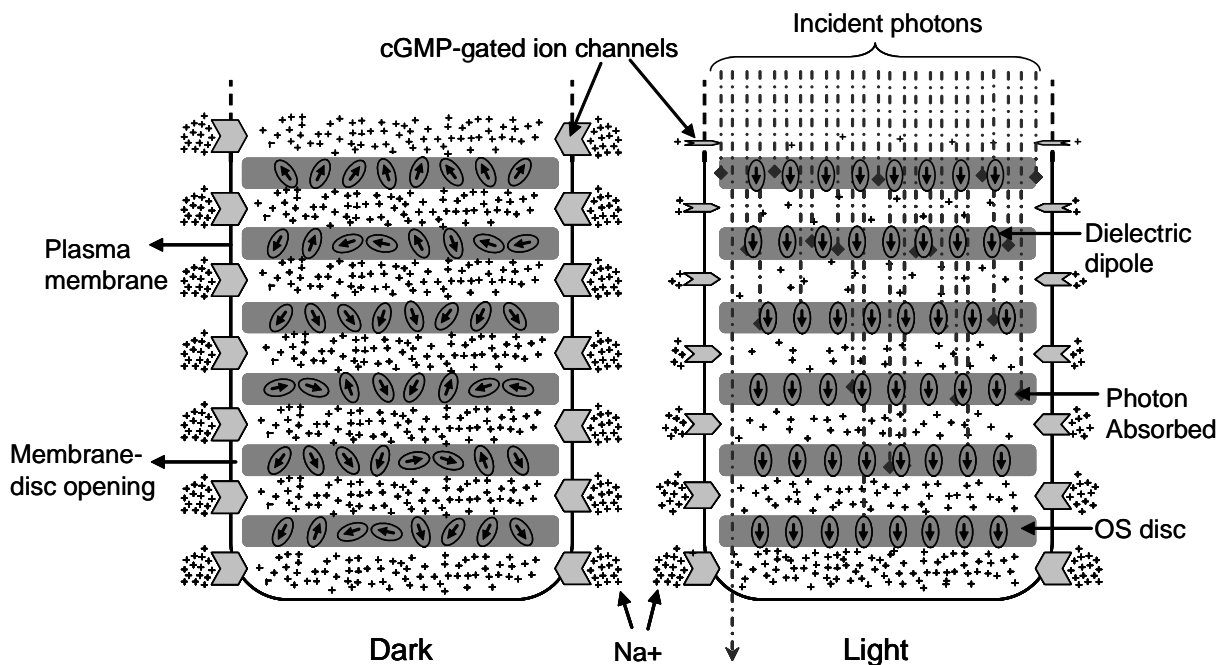 Incident photons
cGMP-gated ion channels
Plasma
membrane
Dielectric
dipole
Photon
Absorbed
Membrane-
disc opening
OS disc
Dark
Na+
Light